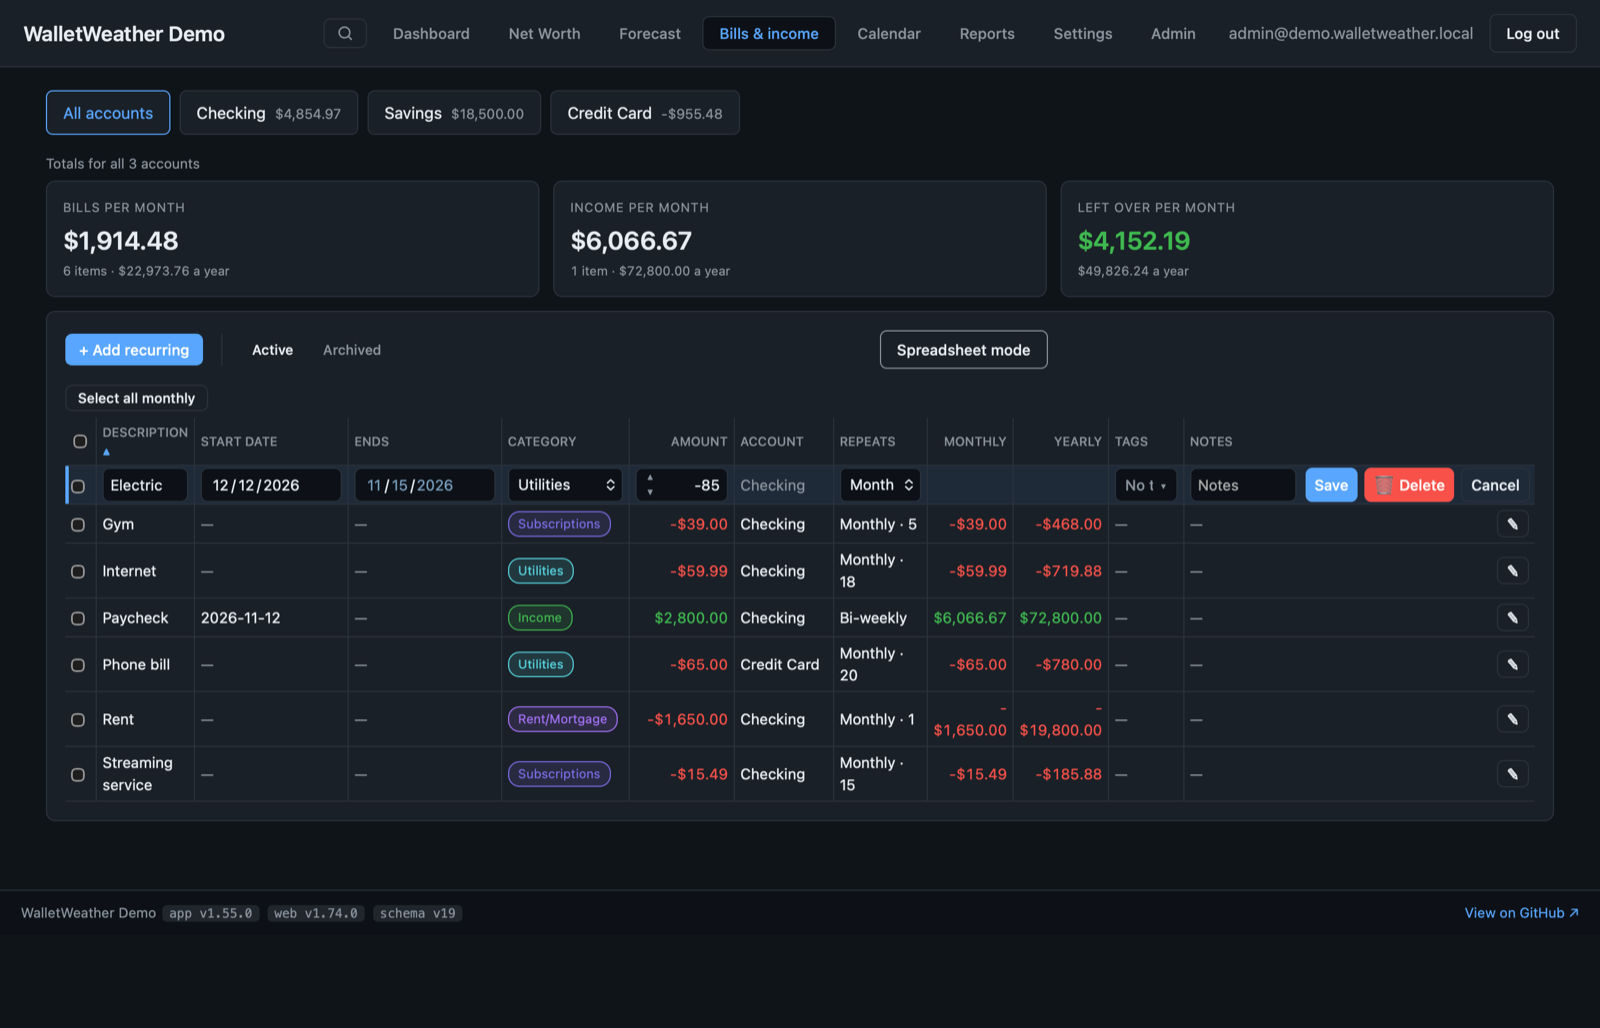 WalletWeather Demo
Dashboard
Net Worth
Forecast
Bills & income
Calendar
Reports
Settings
Admin
admin@demo.walletweather.local
Log out
All accounts
Checking $4,854.97
Savings $18,500.00
Credit Card -$955.48
Totals for all 3 accounts
BILLS PER MONTH
$1,914.48
6 items · $22,973.76 a year
INCOME PER MONTH
$6,066.67
1 item · $72,800.00 a year
LEFT OVER PER MONTH
$4,152.19
$49,826.24 a year
+ Add recurring
Active
Archived
Spreadsheet mode
Select all monthly
DESCRIPTION ▲ START DATE ENDS CATEGORY AMOUNT ACCOUNT REPEATS MONTHLY YEARLY TAGS NOTES
Electric 12/12/2026 11/15/2026 Utilities -85 Checking Month No t Notes Save Delete Cancel
Gym — — Subscriptions -$39.00 Checking Monthly · 5 -$39.00 -$468.00 — —
Internet — — Utilities -$59.99 Checking Monthly · 18 -$59.99 -$719.88 — —
Paycheck 2026-11-12 — Income $2,800.00 Checking Bi-weekly $6,066.67 $72,800.00 — —
Phone bill — — Utilities -$65.00 Credit Card Monthly · 20 -$65.00 -$780.00 — —
Rent — — Rent/Mortgage -$1,650.00 Checking Monthly · 1 -$1,650.00 -$19,800.00 — —
Streaming service — — Subscriptions -$15.49 Checking Monthly · 15 -$15.49 -$185.88 — —
WalletWeather Demo app v1.55.0 web v1.74.0 schema v19
View on GitHub ↗